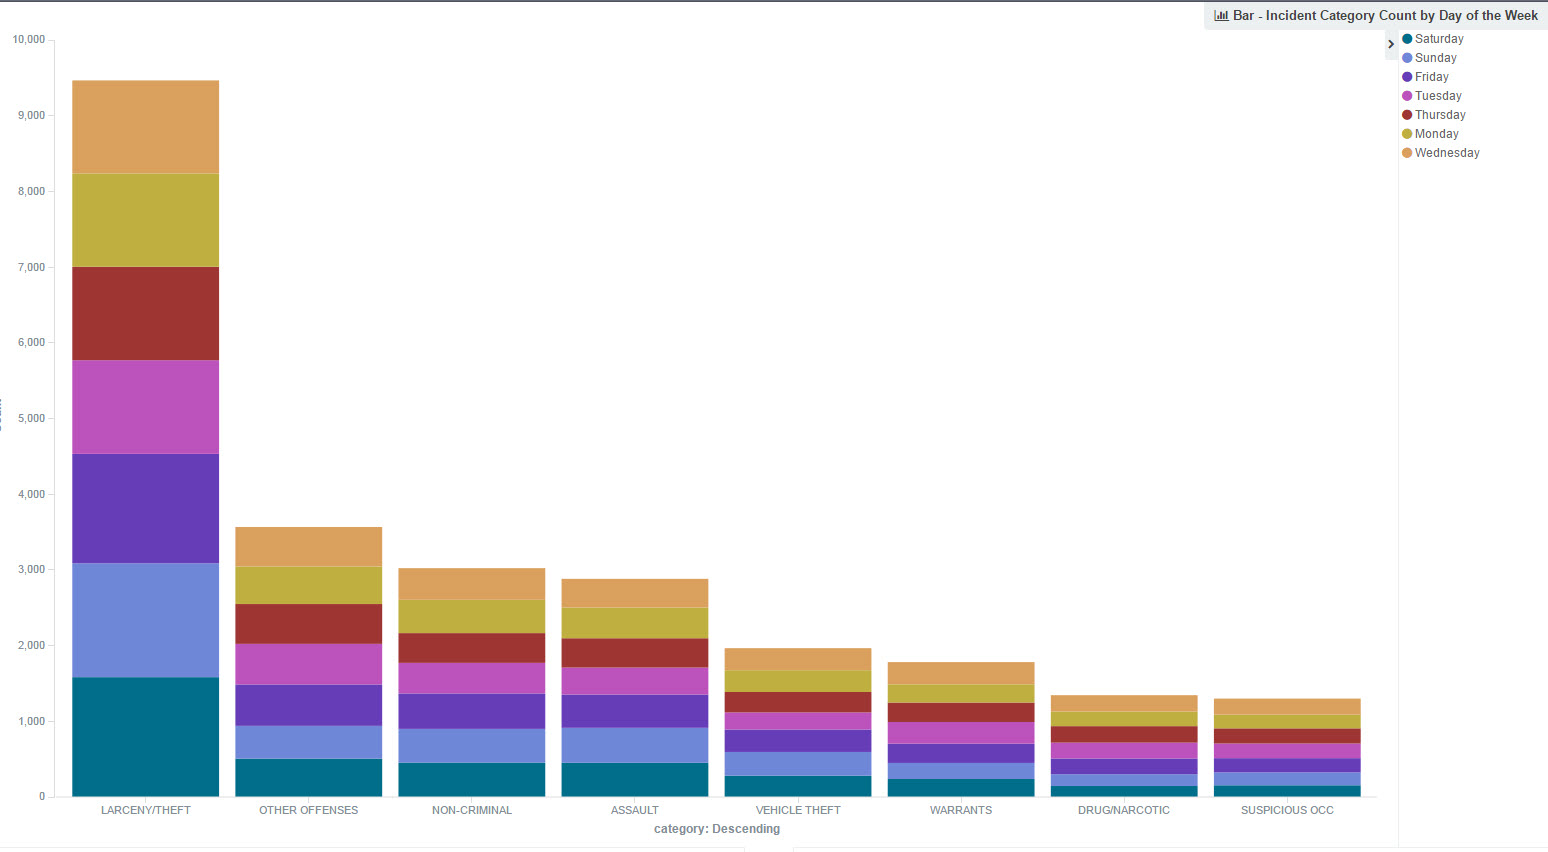 Bar - Incident Category Count by Day of the Week
10,000
9,000
8,000
7,000
6,000
5,000
4,000
3,000
2,000
1,000
0
LARCENY/THEFT
OTHER OFFENSES
NON-CRIMINAL
ASSAULT
VEHICLE THEFT
WARRANTS
DRUG/NARCOTIC
SUSPICIOUS OCC
category: Descending
Saturday
Sunday
Friday
Tuesday
Thursday
Monday
Wednesday